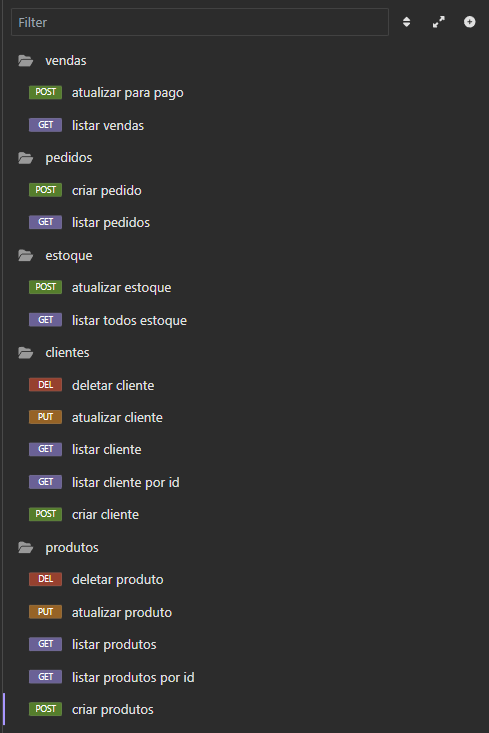 Filter
vendas
POST atualizar para pago
GET listar vendas
pedidos
POST criar pedido
GET listar pedidos
estoque
POST atualizar estoque
GET listar todos estoque
clientes
DEL deletar cliente
PUT atualizar cliente
GET listar cliente
GET listar cliente por id
POST criar cliente
produtos
DEL deletar produto
PUT atualizar produto
GET listar produtos
GET listar produtos por id
POST criar produtos